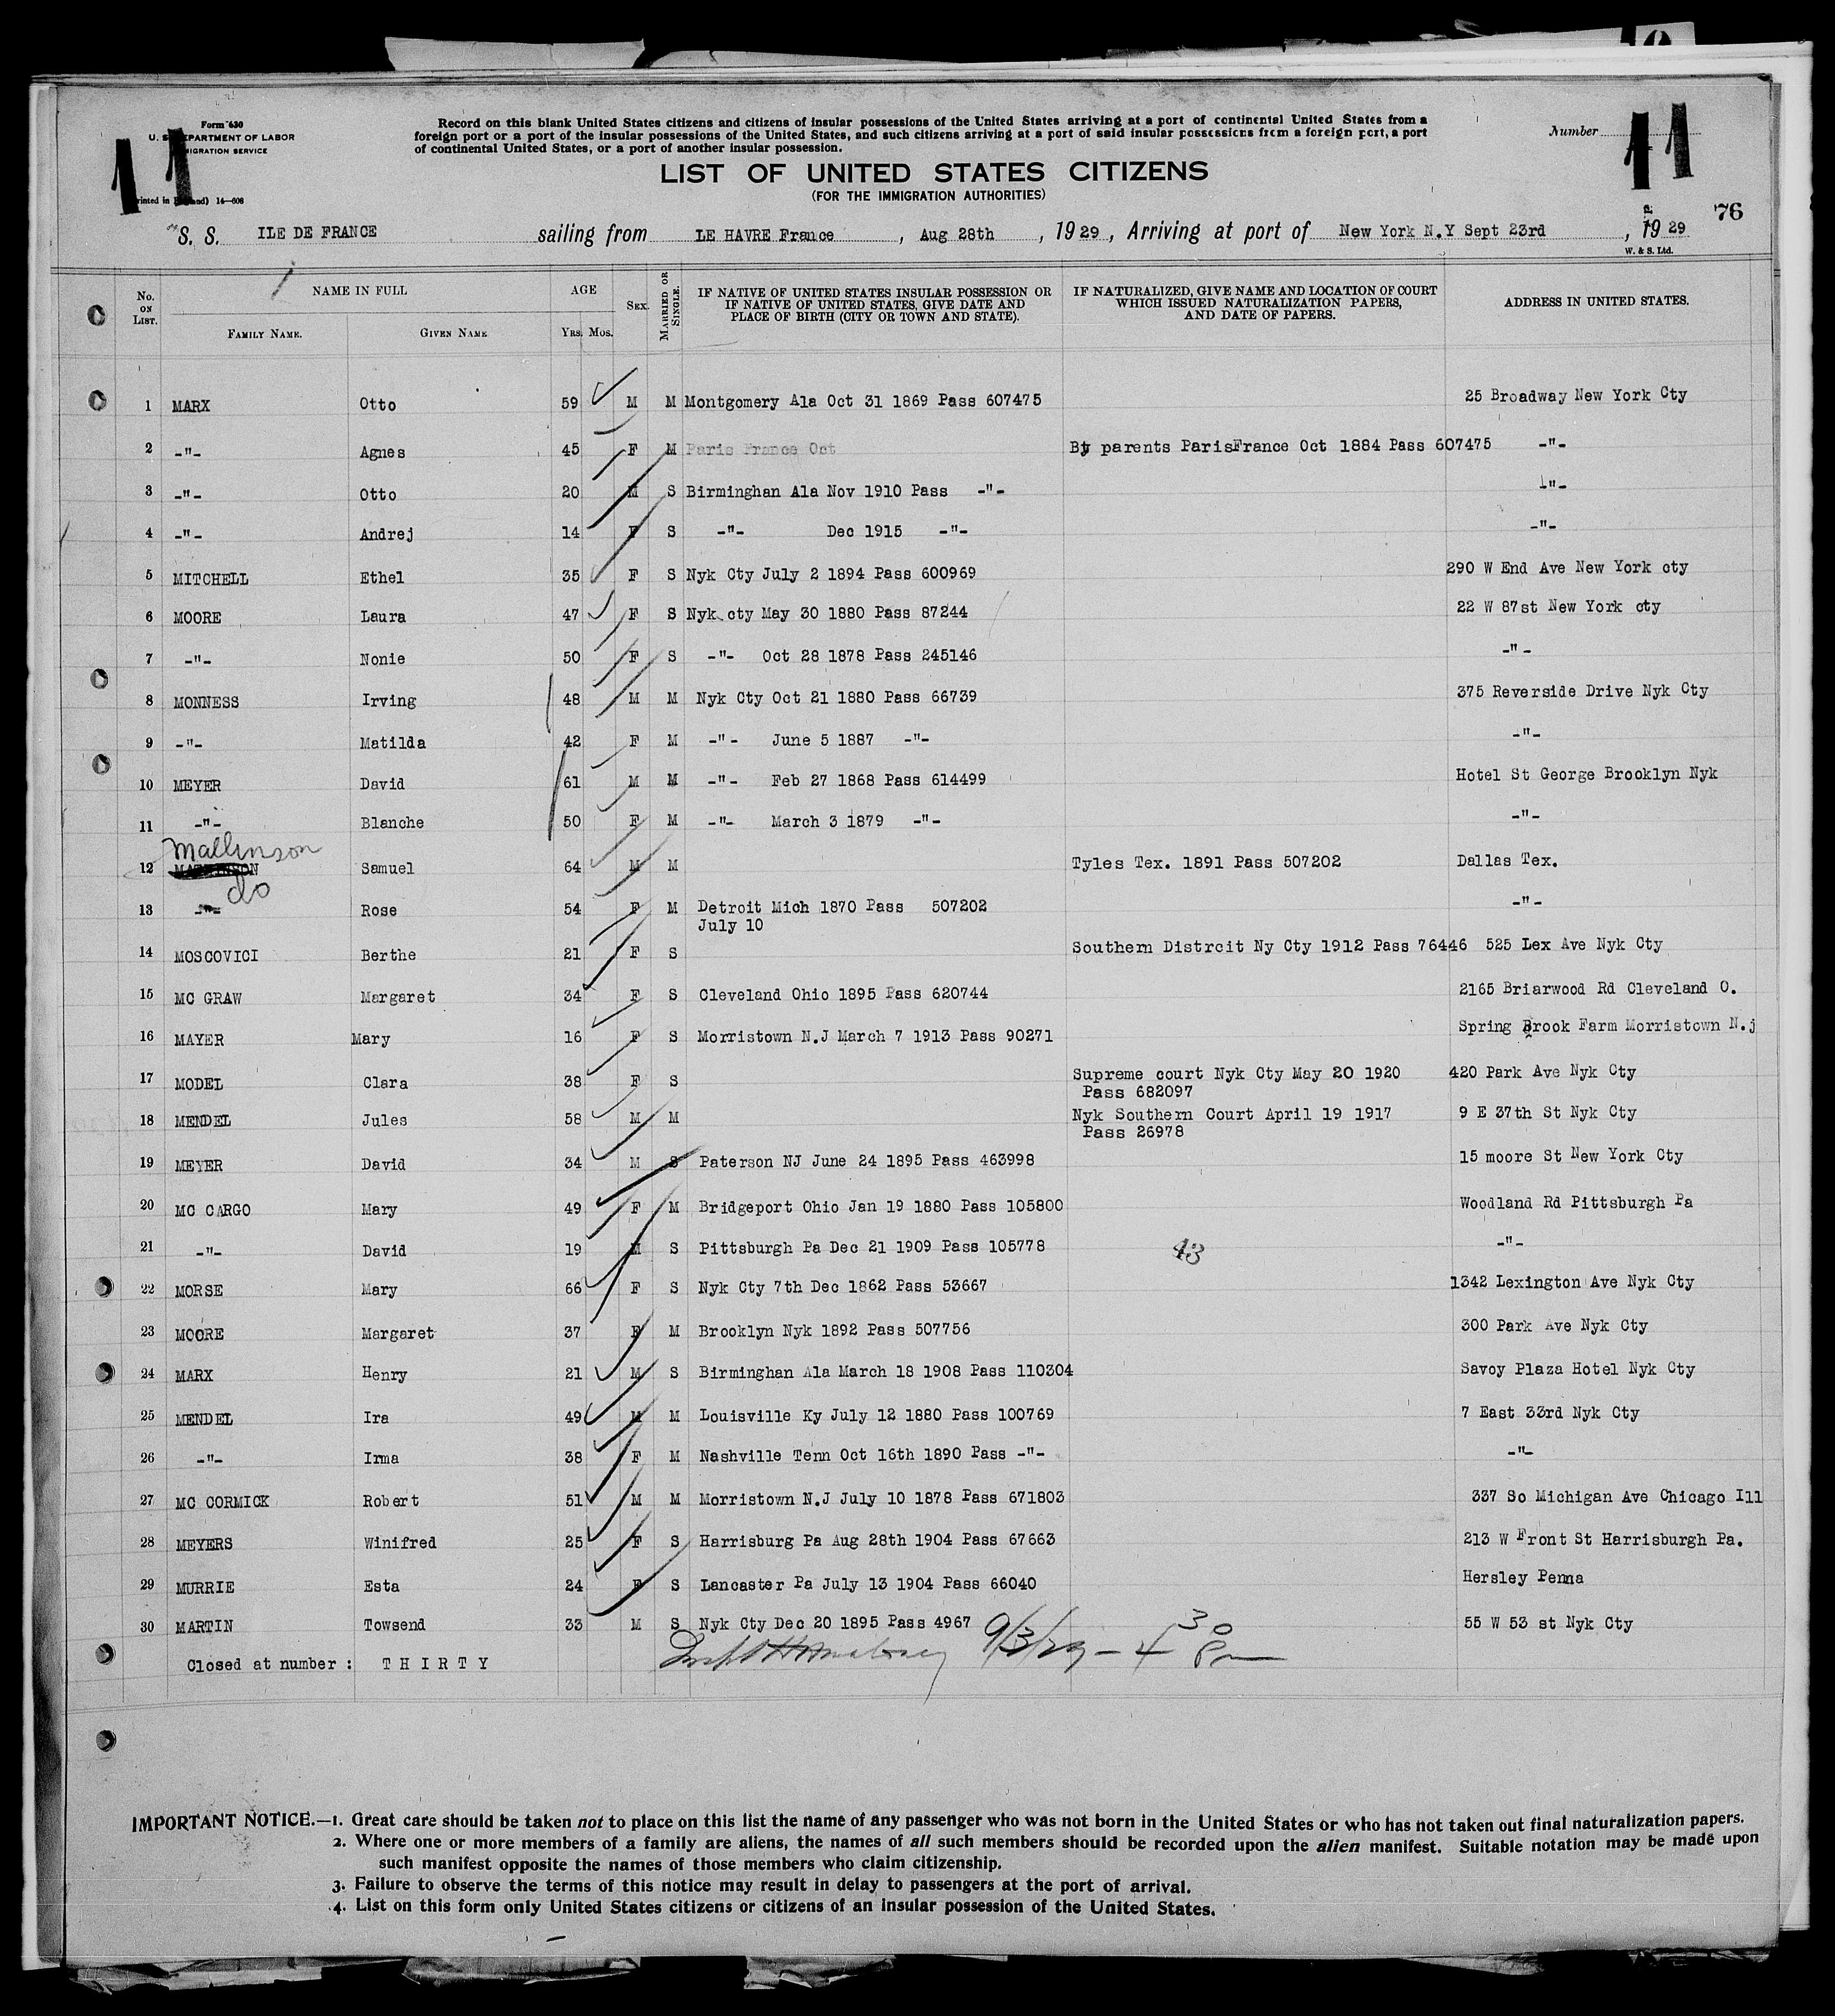 Form 630
U. S. DEPARTMENT OF LABOR
IMMIGRATION SERVICE
(Printed in England) 14—608
11
Record on this blank United States citizens and citizens of insular possessions of the United States arriving at a port of continental United States from a
foreign port or a port of the insular possessions of the United States, and such citizens arriving at a port of said insular possessions from a foreign port, a port
of continental United States, or a port of another insular possession.
Number 11
LIST OF UNITED STATES CITIZENS
(FOR THE IMMIGRATION AUTHORITIES)
76
S. S. ILE DE FRANCE sailing from LE HAVRE France, Aug 28th, 1929, Arriving at port of New York N.Y Sept 23rd, 1929
W. & S. Ltd.
No. ON LIST. NAME IN FULL AGE SEX. MARRIED OR SINGLE. IF NATIVE OF UNITED STATES INSULAR POSSESSION OR IF NATIVE OF UNITED STATES, GIVE DATE AND PLACE OF BIRTH (CITY OR TOWN AND STATE). IF NATURALIZED, GIVE NAME AND LOCATION OF COURT WHICH ISSUED NATURALIZATION PAPERS, AND DATE OF PAPERS. ADDRESS IN UNITED STATES.
FAMILY NAME. GIVEN NAME YRS. MOS.
1 MARX Otto 59 M M Montgomery Ala Oct 31 1869 Pass 607475 25 Broadway New York Cty
2 -"- Agnes 45 F M Paris France Oct By parents ParisFrance Oct 1884 Pass 607475 -"-
3 -"- Otto 20 M S Birminghan Ala Nov 1910 Pass -"- -"-
4 -"- Andrej 14 F S -"- Dec 1915 -"- -"-
5 MITCHELL Ethel 35 F S Nyk Cty July 2 1894 Pass 600969 290 W End Ave New York cty
6 MOORE Laura 47 F S Nyk cty May 30 1880 Pass 87244 22 W 87st New York cty
7 -"- Nonie 50 F S -"- Oct 28 1878 Pass 245146 -"-
8 MONNESS Irving 48 M M Nyk Cty Oct 21 1880 Pass 66739 375 Reverside Drive Nyk Cty
9 -"- Matilda 42 F M -"- June 5 1887 -"- -"-
10 MEYER David 61 M M -"- Feb 27 1868 Pass 614499 Hotel St George Brooklyn Nyk
11 -"- Blanche 50 F M -"- March 3 1879 -"- -"-
Mallinson
12 Samuel 64 M M Tyles Tex. 1891 Pass 507202 Dallas Tex.
do
13 -"- Rose 54 F M Detroit Mich 1870 Pass 507202 -"-
July 10
14 MOSCOVICI Berthe 21 F S Southern Distrcit Ny Cty 1912 Pass 76446 525 Lex Ave Nyk Cty
15 MC GRAW Margaret 34 F S Cleveland Ohio 1895 Pass 620744 2165 Briarwood Rd Cleveland O.
16 MAYER Mary 16 F S Morristown N.J March 7 1913 Pass 90271 Spring Brook Farm Morristown N.j
17 MODEL Clara 38 F S Supreme court Nyk Cty May 20 1920 420 Park Ave Nyk Cty
Pass 682097
18 MENDEL Jules 58 M M Nyk Southern Court April 19 1917 9 E 37th St Nyk Cty
Pass 26978
19 MEYER David 34 M S Paterson NJ June 24 1895 Pass 463998 15 moore St New York Cty
20 MC CARGO Mary 49 F M Bridgeport Ohio Jan 19 1880 Pass 105800 Woodland Rd Pittsburgh Pa
21 -"- David 19 M S Pittsburgh Pa Dec 21 1909 Pass 105778 43 -"-
22 MORSE Mary 66 F S Nyk Cty 7th Dec 1862 Pass 53667 1342 Lexington Ave Nyk Cty
23 MOORE Margaret 37 F M Brooklyn Nyk 1892 Pass 507756 300 Park Ave Nyk Cty
24 MARX Henry 21 M S Birminghan Ala March 18 1908 Pass 110304 Savoy Plaza Hotel Nyk Cty
25 MENDEL Ira 49 M M Louisville Ky July 12 1880 Pass 100769 7 East 33rd Nyk Cty
26 -"- Irma 38 F M Nashville Tenn Oct 16th 1890 Pass -"- -"-
27 MC CORMICK Robert 51 M M Morristown N.J July 10 1878 Pass 671803 337 So Michigan Ave Chicago Ill
28 MEYERS Winifred 25 F S Harrisburg Pa Aug 28th 1904 Pass 67663 213 W Front St Harrisburgh Pa.
29 MURRIE Esta 24 F S Lancaster Pa July 13 1904 Pass 66040 Hersley Penna
30 MARTIN Towsend 33 M S Nyk Cty Dec 20 1895 Pass 4967 55 W 53 st Nyk Cty
Closed at number : THIRTY 9/3/29 – 4 30 Pm
IMPORTANT NOTICE.—1. Great care should be taken not to place on this list the name of any passenger who was not born in the United States or who has not taken out final naturalization papers.
2. Where one or more members of a family are aliens, the names of all such members should be recorded upon the alien manifest. Suitable notation may be made upon
such manifest opposite the names of those members who claim citizenship.
3. Failure to observe the terms of this notice may result in delay to passengers at the port of arrival.
4. List on this form only United States citizens or citizens of an insular possession of the United States.